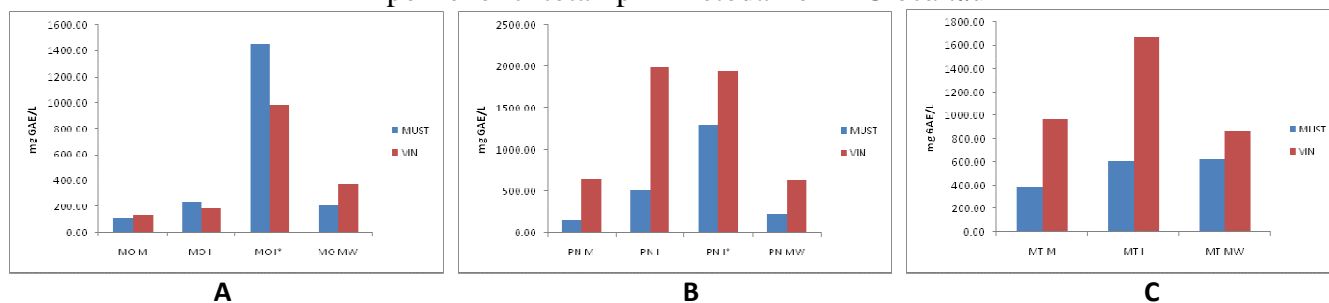 1600.00
1400.00
1200.00
1000.00
800.00
600.00
400.00
200.00
0.00
mg GAE/L
MO M
MO I
MO I*
MO MW
MUST
VIN
A
2500.00
2000.00
1500.00
1000.00
500.00
0.00
mg GAE/L
PN M
PN I
PN I*
PN MW
MUST
VIN
B
1800.00
1600.00
1400.00
1200.00
1000.00
800.00
600.00
400.00
200.00
0.00
mg GAE/L
MT M
MT I
MT MW
MUST
VIN
C